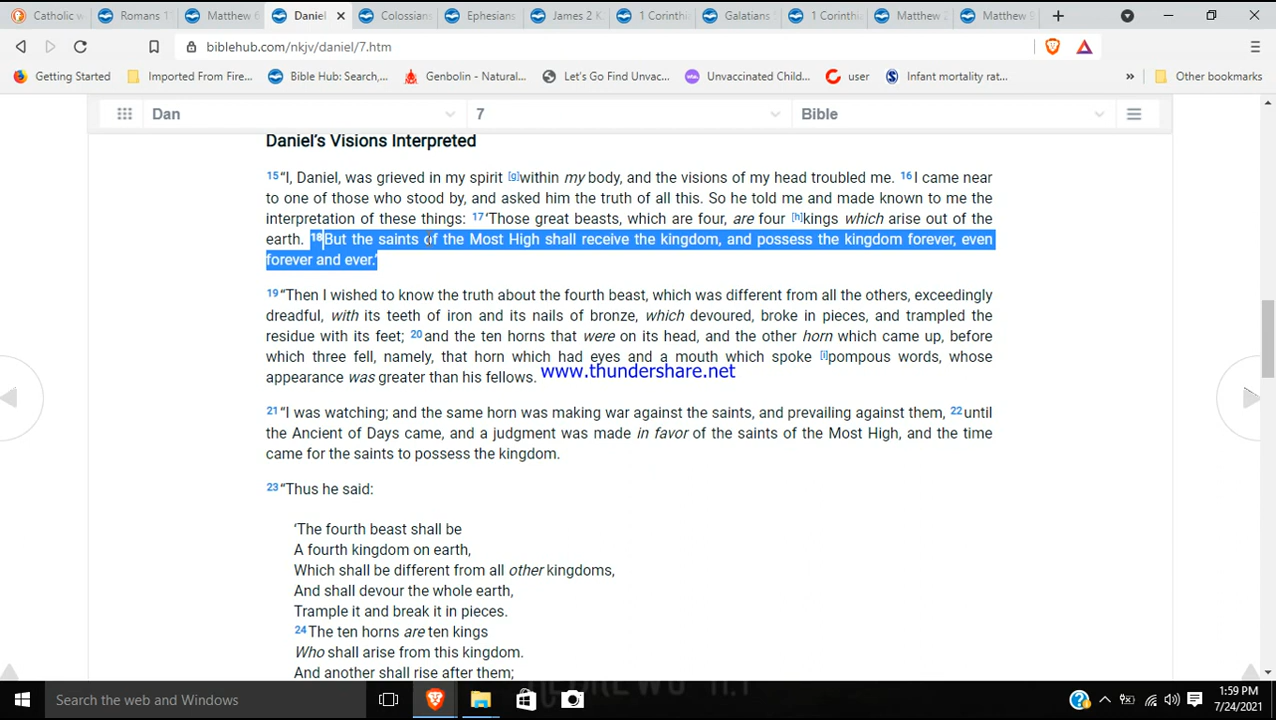 Catholic w
Romans 1
Matthew 6
Daniel
Colossians
Ephesians
James 2 K
1 Corinthi
Galatians
1 Corinthi
Matthew 2
Matthew 9
biblehub.com/nkjv/daniel/7.htm
Getting Started
Imported From Fire...
Bible Hub: Search,...
Genbolin - Natural...
Let's Go Find Unvac...
Unvaccinated Child...
user
Infant mortality rat...
»
Other bookmarks
Dan
7
Bible
Daniel's Visions Interpreted
15 “I, Daniel, was grieved in my spirit [g]within my body, and the visions of my head troubled me. 16 I came near
to one of those who stood by, and asked him the truth of all this. So he told me and made known to me the
interpretation of these things: 17 ‘Those great beasts, which are four, are four [h]kings which arise out of the
earth. 18 But the saints of the Most High shall receive the kingdom, and possess the kingdom forever, even
forever and ever.’
19 “Then I wished to know the truth about the fourth beast, which was different from all the others, exceedingly
dreadful, with its teeth of iron and its nails of bronze, which devoured, broke in pieces, and trampled the
residue with its feet; 20 and the ten horns that were on its head, and the other horn which came up, before
which three fell, namely, that horn which had eyes and a mouth which spoke [i]pompous words, whose
appearance was greater than his fellows.
www.thundershare.net
21 “I was watching; and the same horn was making war against the saints, and prevailing against them, 22 until
the Ancient of Days came, and a judgment was made in favor of the saints of the Most High, and the time
came for the saints to possess the kingdom.
23 “Thus he said:
‘The fourth beast shall be
A fourth kingdom on earth,
Which shall be different from all other kingdoms,
And shall devour the whole earth,
Trample it and break it in pieces.
24 The ten horns are ten kings
Who shall arise from this kingdom.
And another shall rise after them;
Search the web and Windows
1:59 PM
7/24/2021